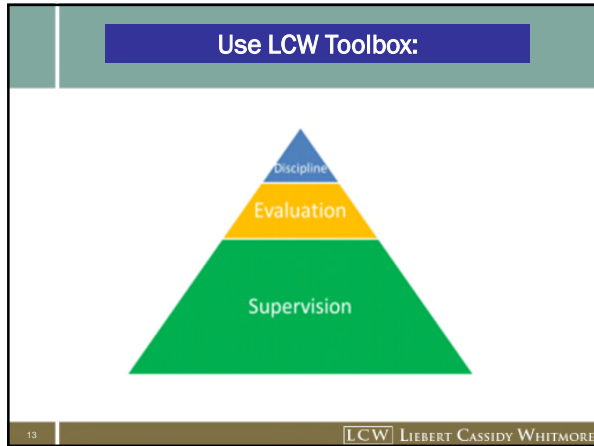 Use LCW Toolbox:
Discipline
Evaluation
Supervision
13
LCW LIEBERT CASSIDY WHITMORE